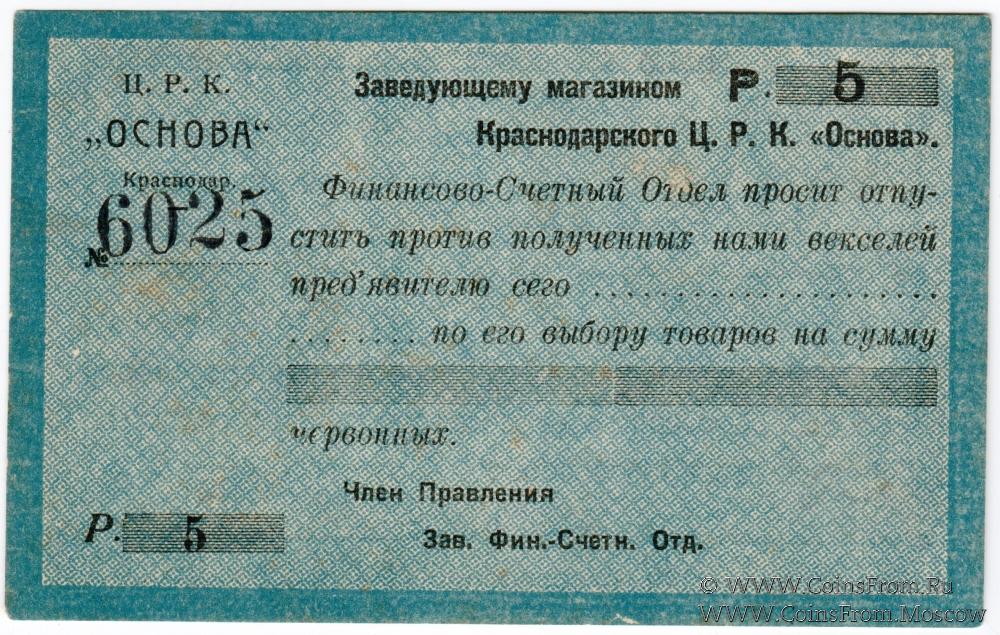 Ц. Р. К.
„ОСНОВА“
Краснодар.
№ 6025
Заведующему магазином Р. 5
Краснодарского Ц. Р. К. «Основа».
Финансово-Счетный Отдел просит отпу-
стить против полученных нами векселей
пред'явителю сего ........................
......... по его выбору товаров на сумму
червонных.
Член Правления
Р. 5
Зав. Фин.-Счетн. Отд.
© WWW.CoinsFrom.Ru
WWW.CoinsFrom.Moscow